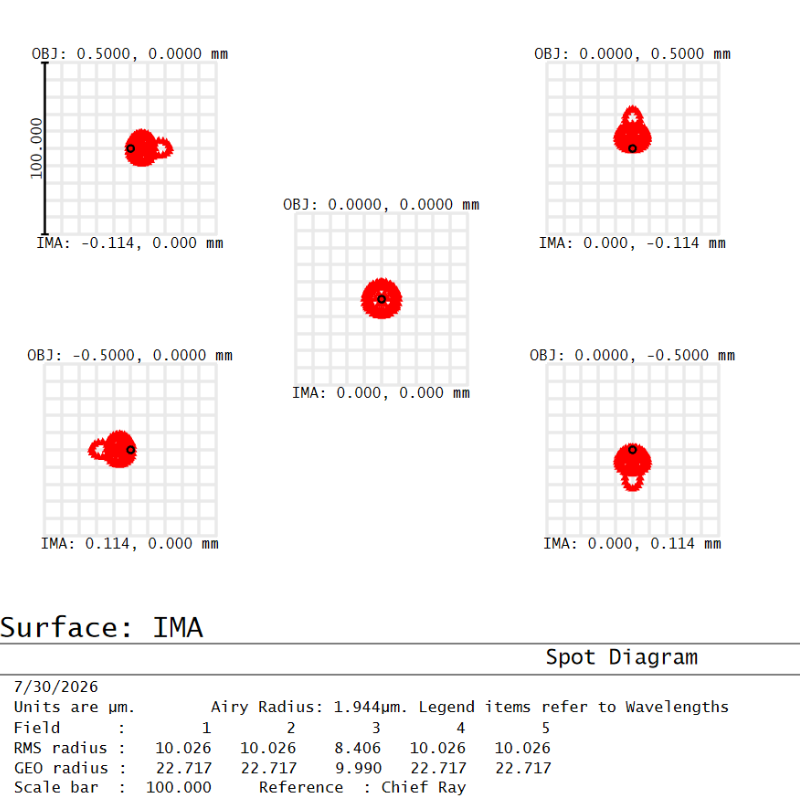 OBJ: 0.5000, 0.0000 mm
OBJ: 0.0000, 0.5000 mm
100.000
IMA: -0.114, 0.000 mm
IMA: 0.000, -0.114 mm
OBJ: 0.0000, 0.0000 mm
IMA: 0.000, 0.000 mm
OBJ: -0.5000, 0.0000 mm
OBJ: 0.0000, -0.5000 mm
IMA: 0.114, 0.000 mm
IMA: 0.000, 0.114 mm
Surface: IMA
Spot Diagram
7/30/2026
Units are µm. Airy Radius: 1.944µm. Legend items refer to Wavelengths
Field : 1 2 3 4 5
RMS radius : 10.026 10.026 8.406 10.026 10.026
GEO radius : 22.717 22.717 9.990 22.717 22.717
Scale bar : 100.000 Reference : Chief Ray